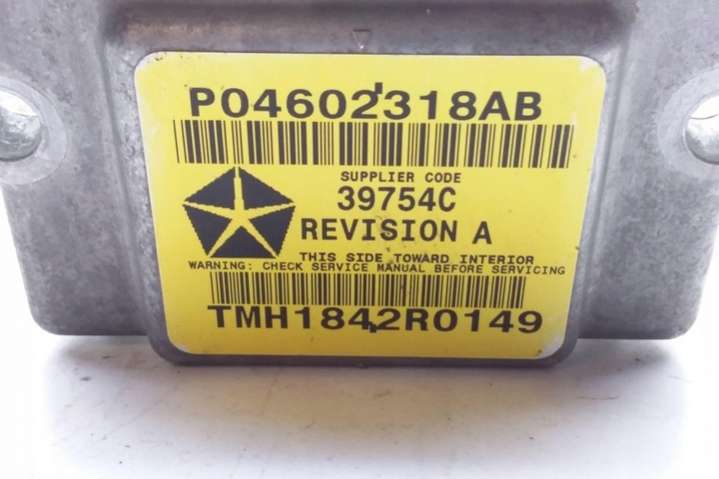 P04602318AB
SUPPLIER CODE
39754C
REVISION A
THIS SIDE TOWARD INTERIOR
WARNING: CHECK SERVICE MANUAL BEFORE SERVICING
TMH1842R0149